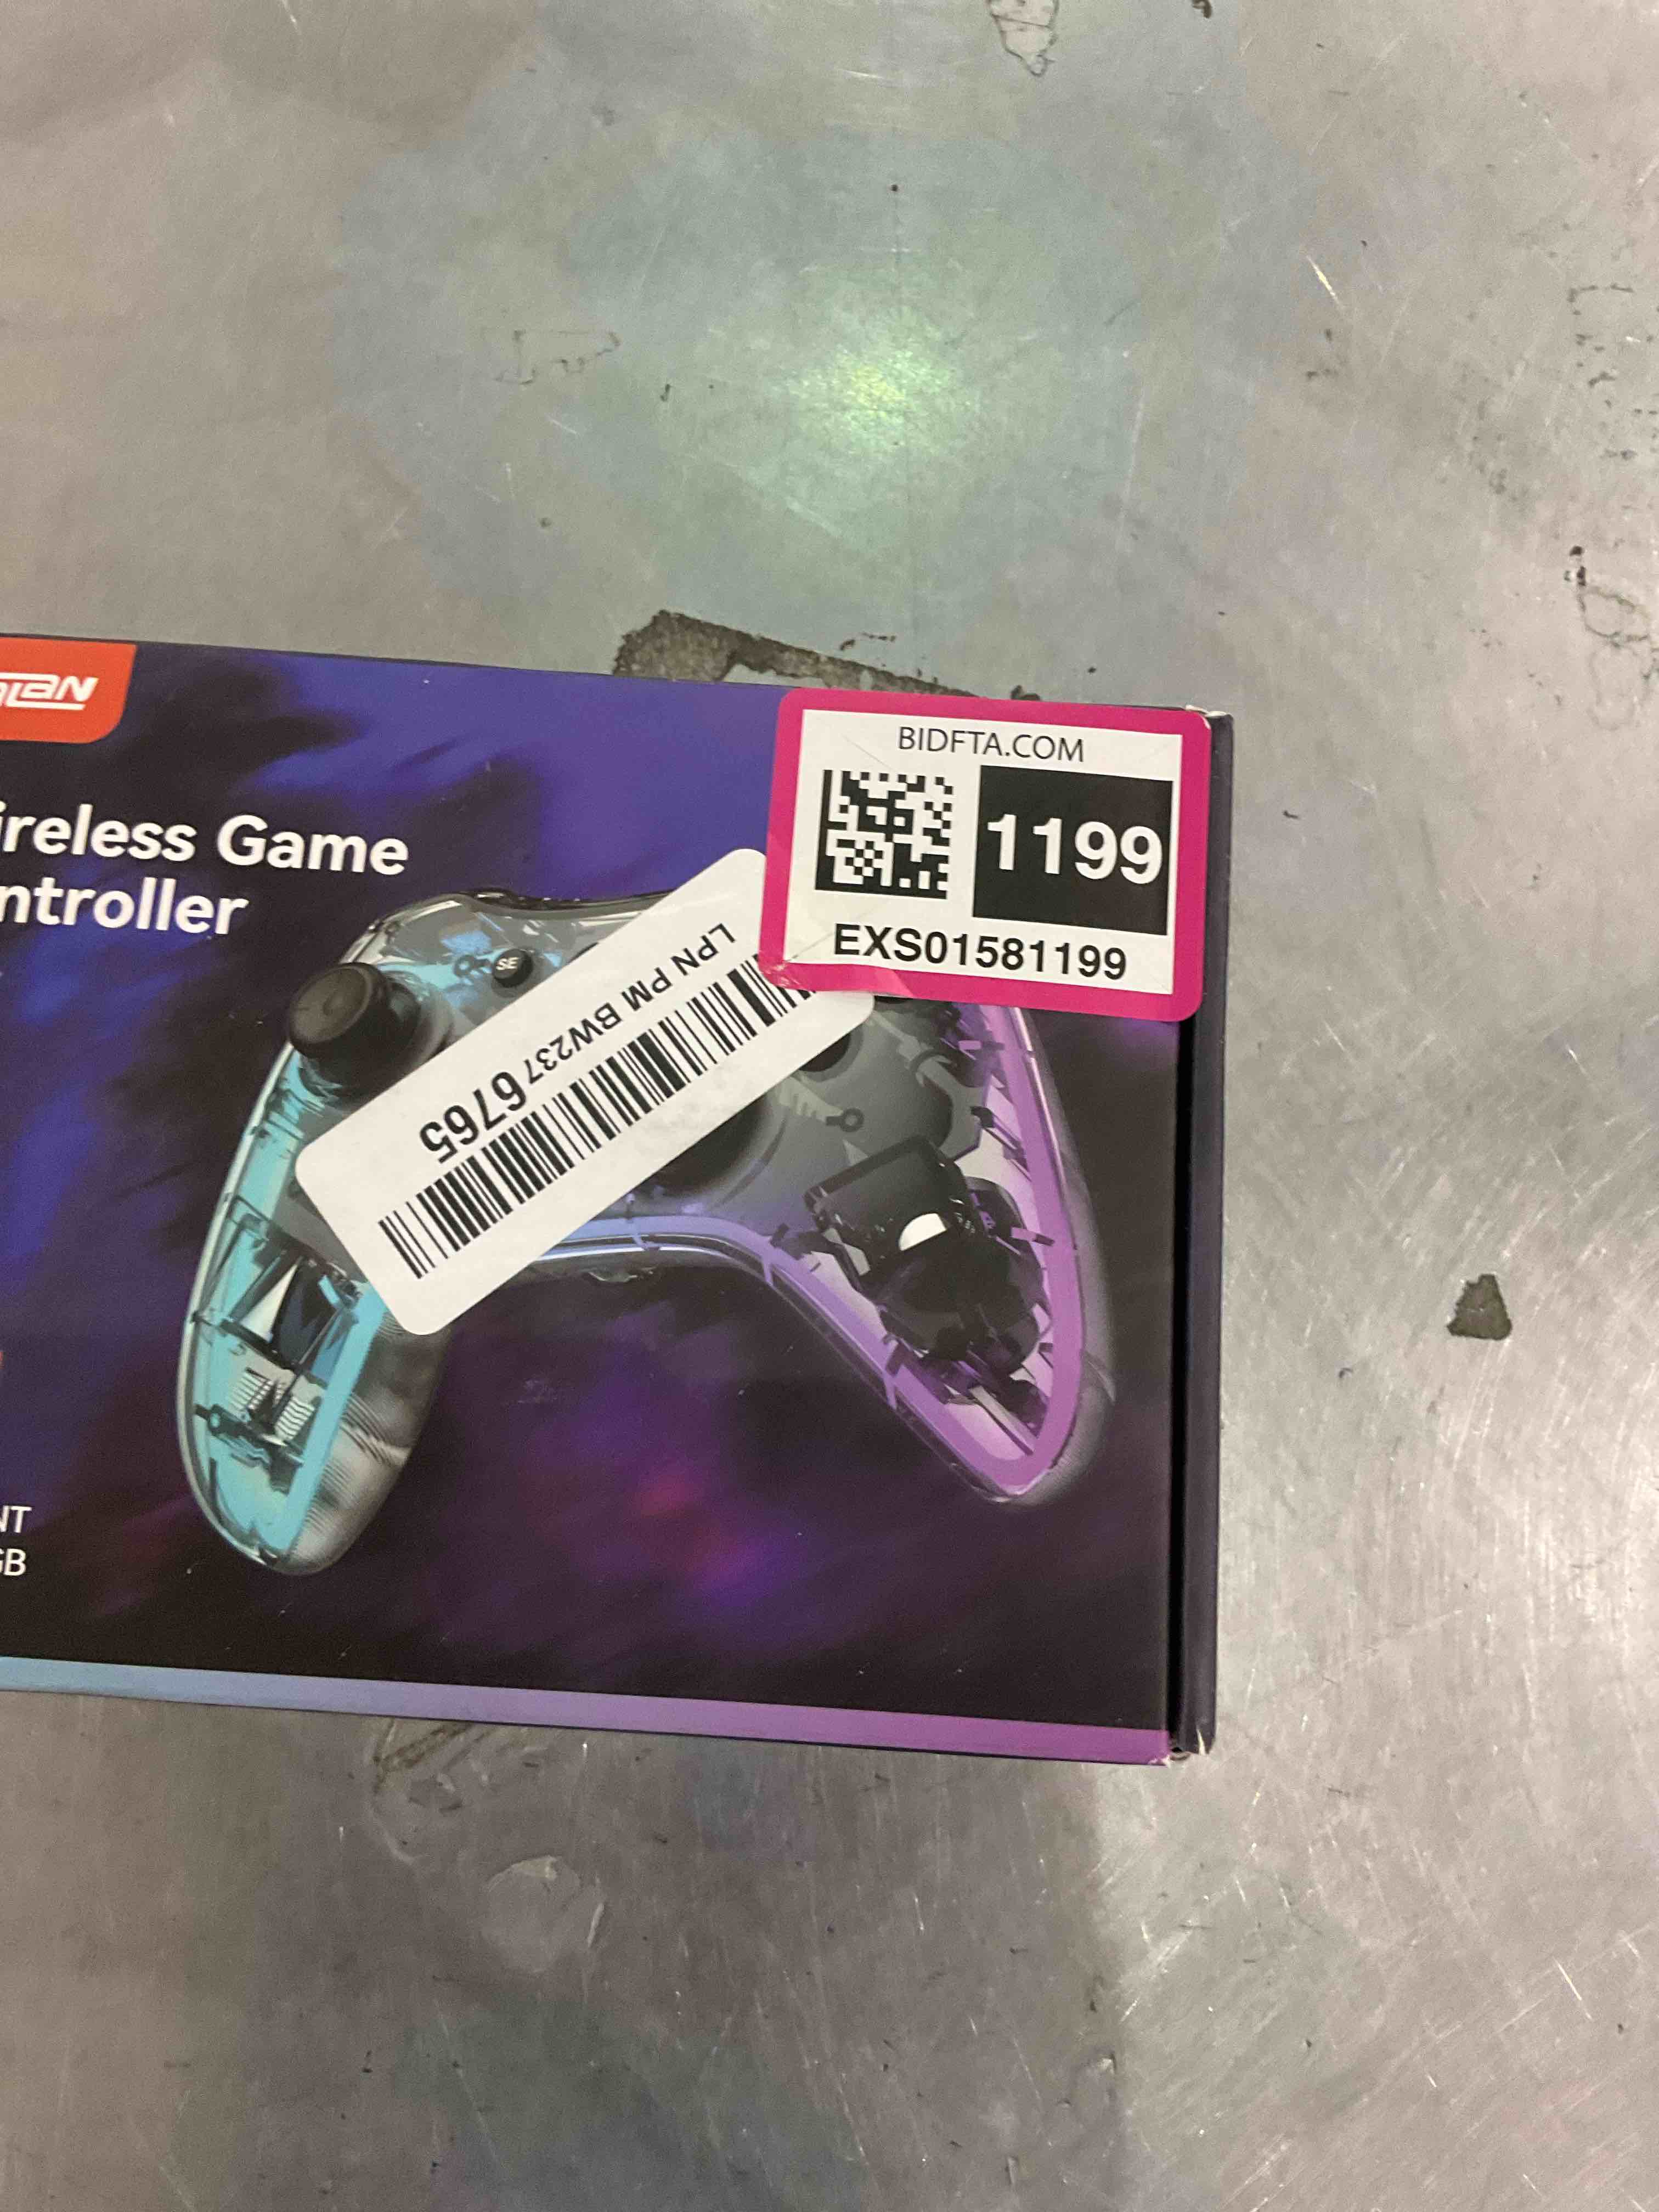 BIDFTA.COM
1199
EXS01581199
ireless Game
ntroller
SE
LPN PM BW237 6765
NT
GB